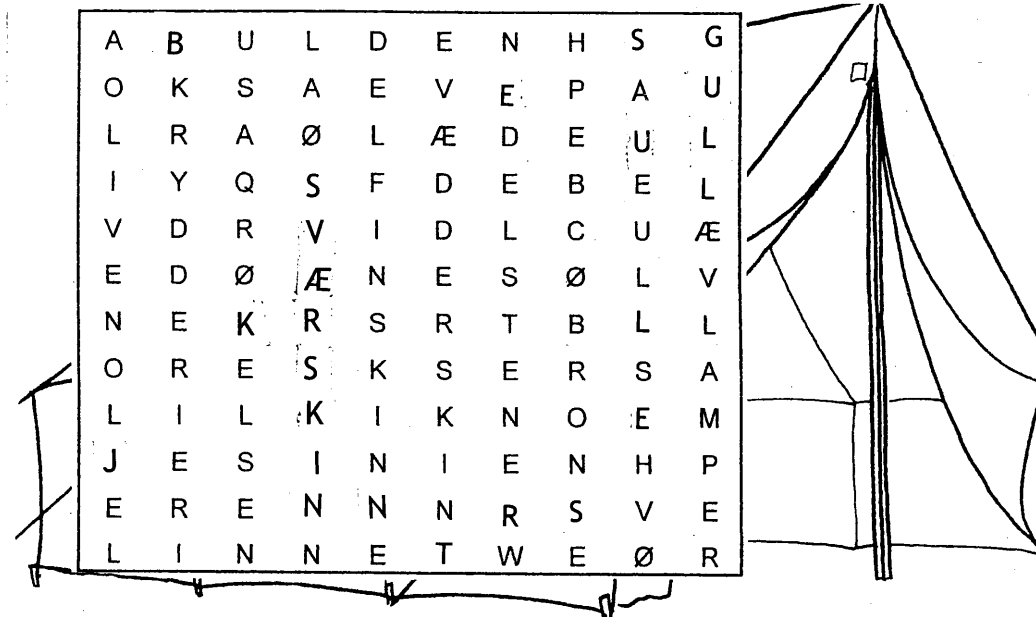 A B U L D E N H S G
O K S A E V E P A U
L R A Ø L Æ D E U L
I Y Q S F D E B E L
V D R V I D L C U Æ
E D Ø Æ N E S Ø L V
N E K R S R T B L L
O R E S K S E R S A
L I L K I K N O E M
J E S I N I E N H P
E R E N N N R S V E
L I N N E T W E Ø R